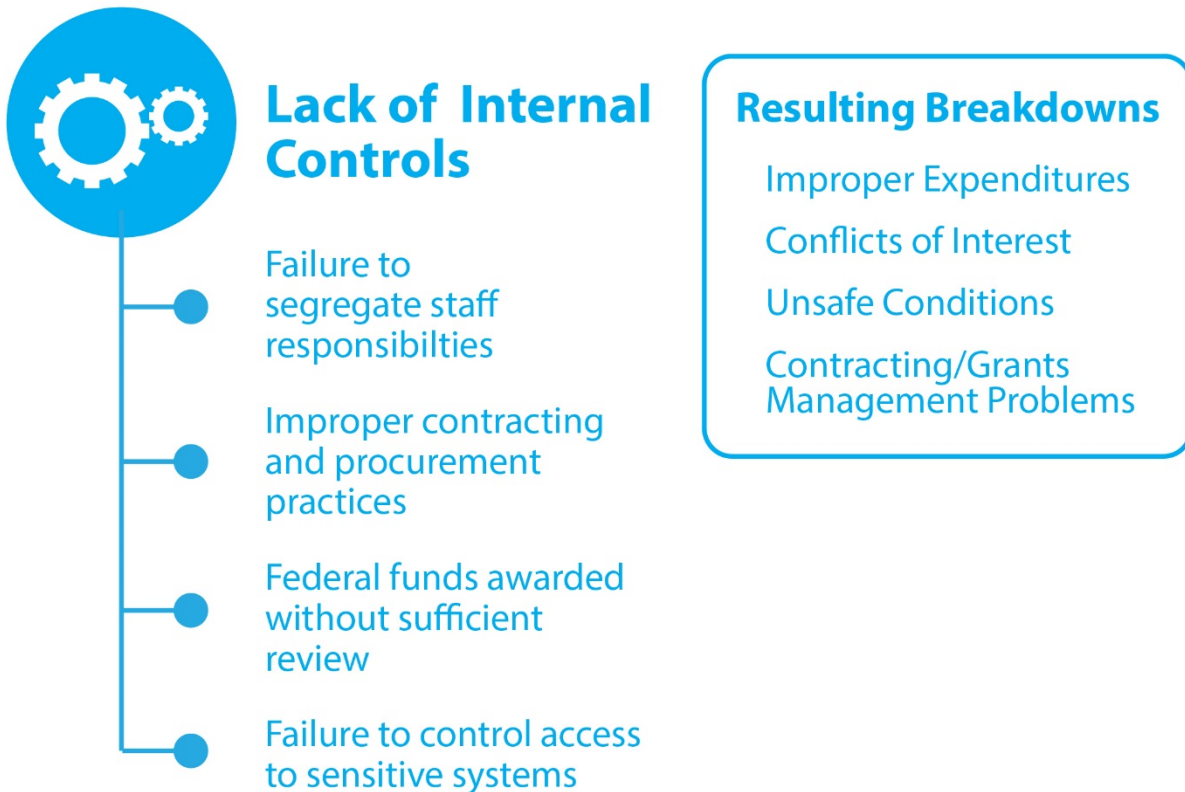 Lack of Internal
Controls
Failure to
segregate staff
responsibilties
Improper contracting
and procurement
practices
Federal funds awarded
without sufficient
review
Failure to control access
to sensitive systems
Resulting Breakdowns
Improper Expenditures
Conflicts of Interest
Unsafe Conditions
Contracting/Grants
Management Problems